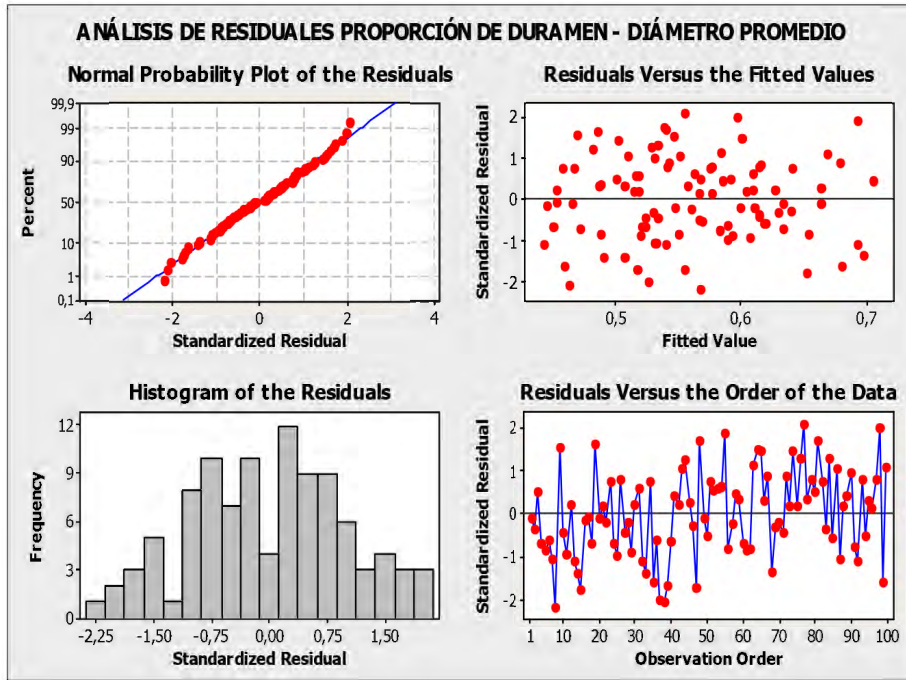 ANÁLISIS DE RESIDUALES PROPORCIÓN DE DURAMEN - DIÁMETRO PROMEDIO
Normal Probability Plot of the Residuals
Percent
99,9
99
90
50
10
1
0,1
-4 -2 0 2 4
Standardized Residual
Residuals Versus the Fitted Values
Standardized Residual
2
1
0
-1
-2
0,5 0,6 0,7
Fitted Value
Histogram of the Residuals
Frequency
12
9
6
3
0
-2,25 -1,50 -0,75 0,00 0,75 1,50
Standardized Residual
Residuals Versus the Order of the Data
Standardized Residual
2
1
0
-1
-2
1 10 20 30 40 50 60 70 80 90 100
Observation Order